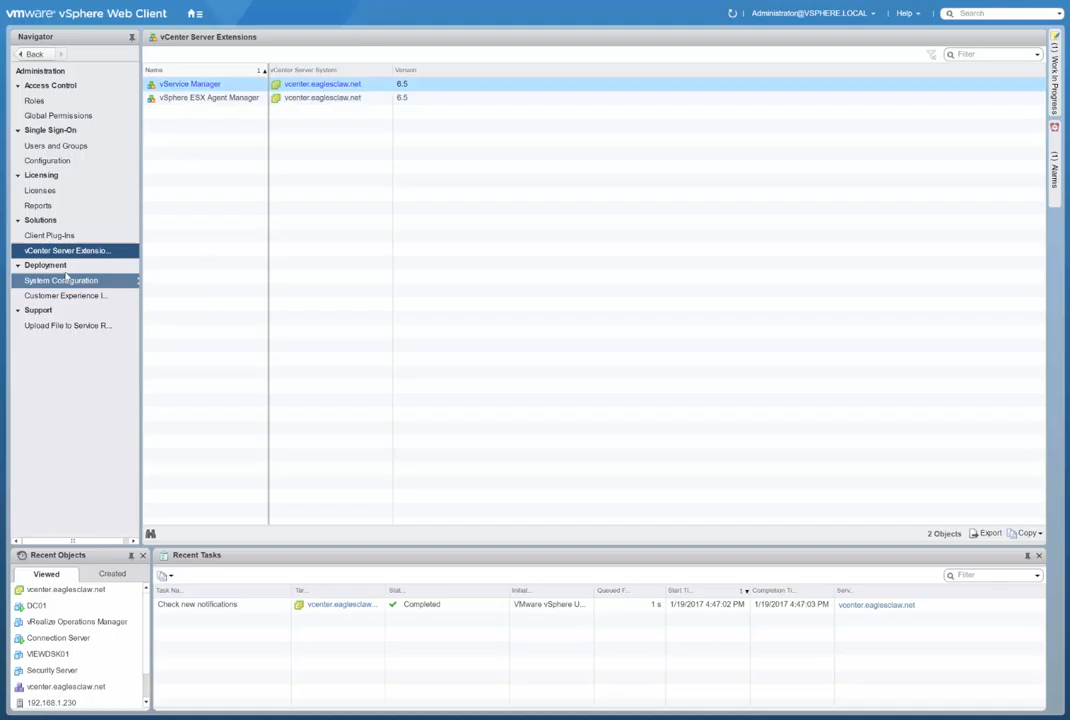 vmware vSphere Web Client
Administrator@VSPHERE.LOCAL
Help
Search
Navigator
Back
Administration
Access Control
Roles
Global Permissions
Single Sign-On
Users and Groups
Configuration
Licensing
Licenses
Reports
Solutions
Client Plug-Ins
vCenter Server Extensio...
Deployment
System Configuration
Customer Experience I...
Support
Upload File to Service R...
vCenter Server Extensions
Filter
Name 1 vCenter Server System Version
vService Manager vcenter.eaglesclaw.net 6.5
vSphere ESX Agent Manager vcenter.eaglesclaw.net 6.5
2 Objects Export Copy
(1) Work In Progress
(1) Alarms
Recent Objects
Viewed Created
vcenter.eaglesclaw.net
DC01
vRealize Operations Manager
Connection Server
VIEWDSK01
Security Server
vcenter.eaglesclaw.net
192.168.1.230
Recent Tasks
Filter
Task Na... Tar... Stat... Initiat... Queued F... Start Ti... 1 Completion Ti... Serv...
Check new notifications vcenter.eaglesclaw... Completed VMware vSphere U... 1 s 1/19/2017 4:47:02 PM 1/19/2017 4:47:03 PM vcenter.eaglesclaw.net